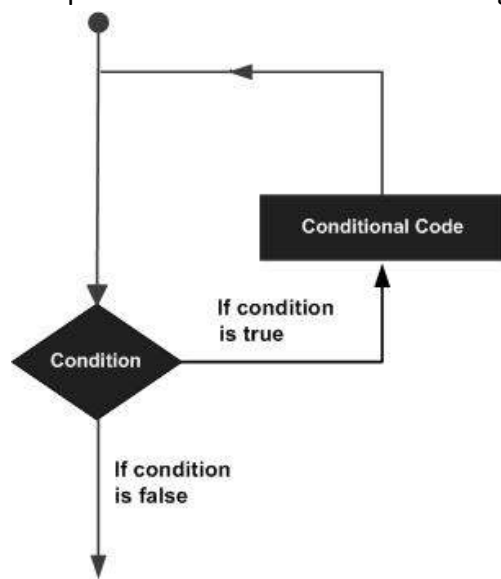 Conditional Code
If condition
is true
Condition
If condition
is false